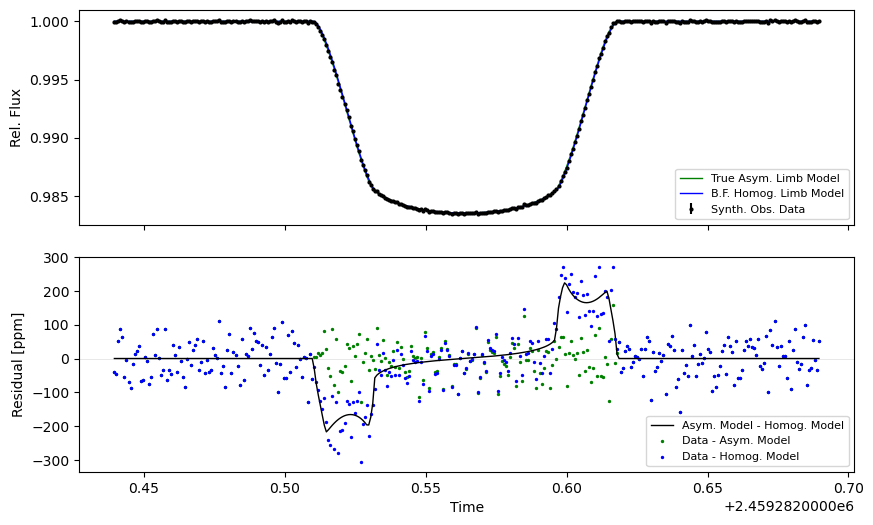 1.000
0.995
0.990
0.985
Rel. Flux
True Asym. Limb Model
B.F. Homog. Limb Model
Synth. Obs. Data
300
200
100
0
−100
−200
−300
Residual [ppm]
Asym. Model - Homog. Model
Data - Asym. Model
Data - Homog. Model
0.45 0.50 0.55 0.60 0.65 0.70
Time
+2.4592820000e6